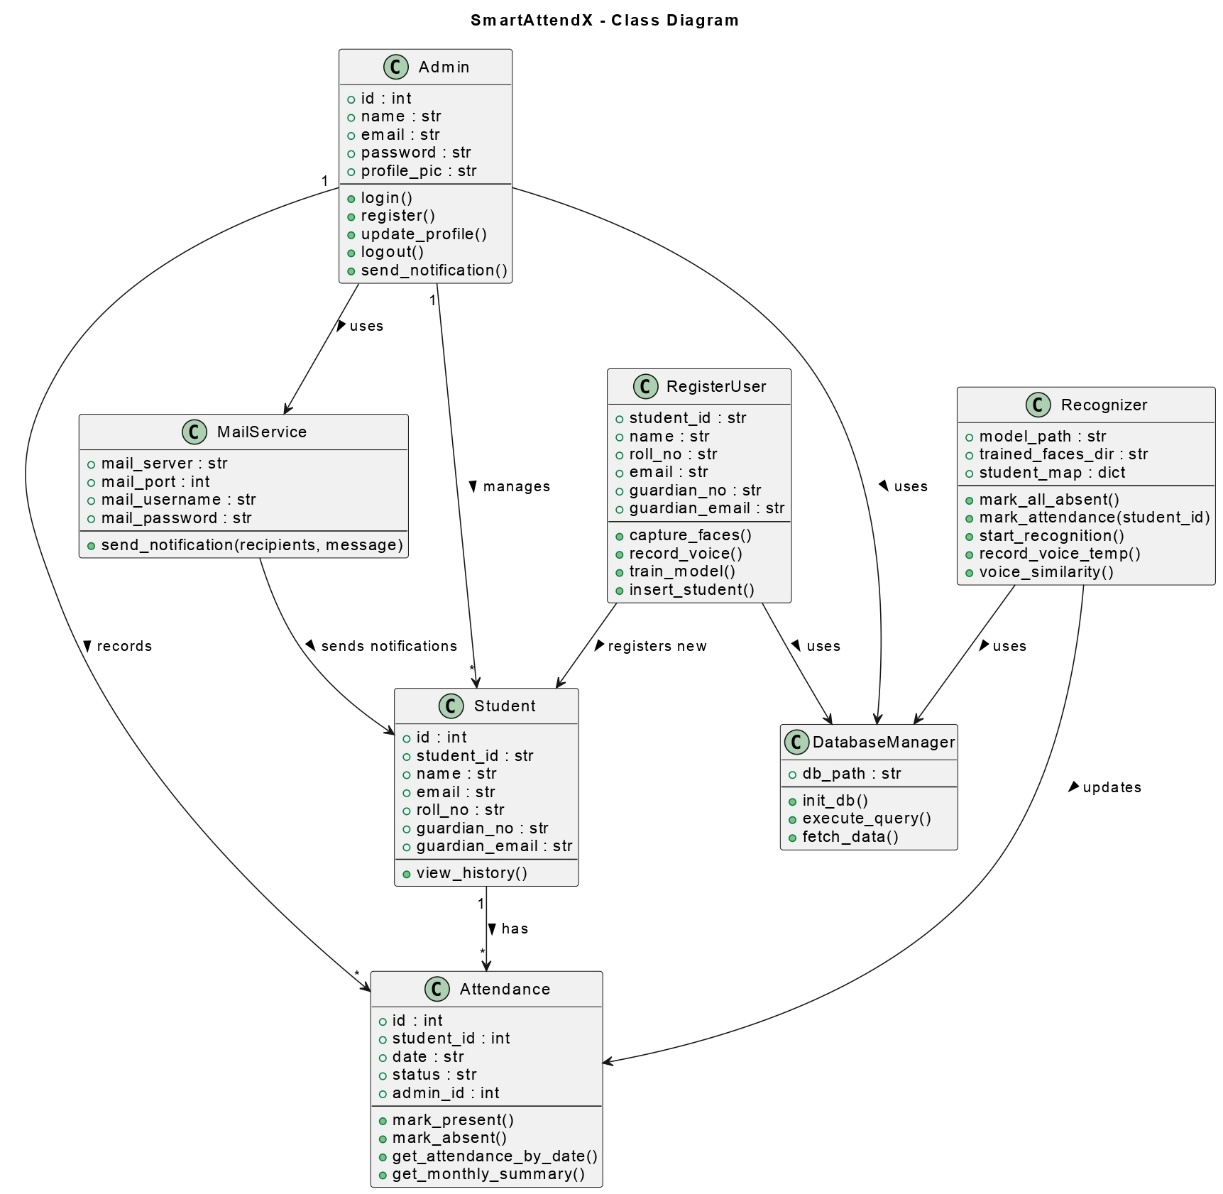 SmartAttendX - Class Diagram
C Admin
id : int
name : str
email : str
password : str
profile_pic : str
login()
register()
update_profile()
logout()
send_notification()
1
1
uses
C MailService
mail_server : str
mail_port : int
mail_username : str
mail_password : str
send_notification(recipients, message)
manages
C RegisterUser
student_id : str
name : str
roll_no : str
email : str
guardian_no : str
guardian_email : str
capture_faces()
record_voice()
train_model()
insert_student()
uses
C Recognizer
model_path : str
trained_faces_dir : str
student_map : dict
mark_all_absent()
mark_attendance(student_id)
start_recognition()
record_voice_temp()
voice_similarity()
records
sends notifications
*
registers new
uses
uses
C Student
id : int
student_id : str
name : str
email : str
roll_no : str
guardian_no : str
guardian_email : str
view_history()
C DatabaseManager
db_path : str
init_db()
execute_query()
fetch_data()
updates
1
has
*
*
C Attendance
id : int
student_id : int
date : str
status : str
admin_id : int
mark_present()
mark_absent()
get_attendance_by_date()
get_monthly_summary()